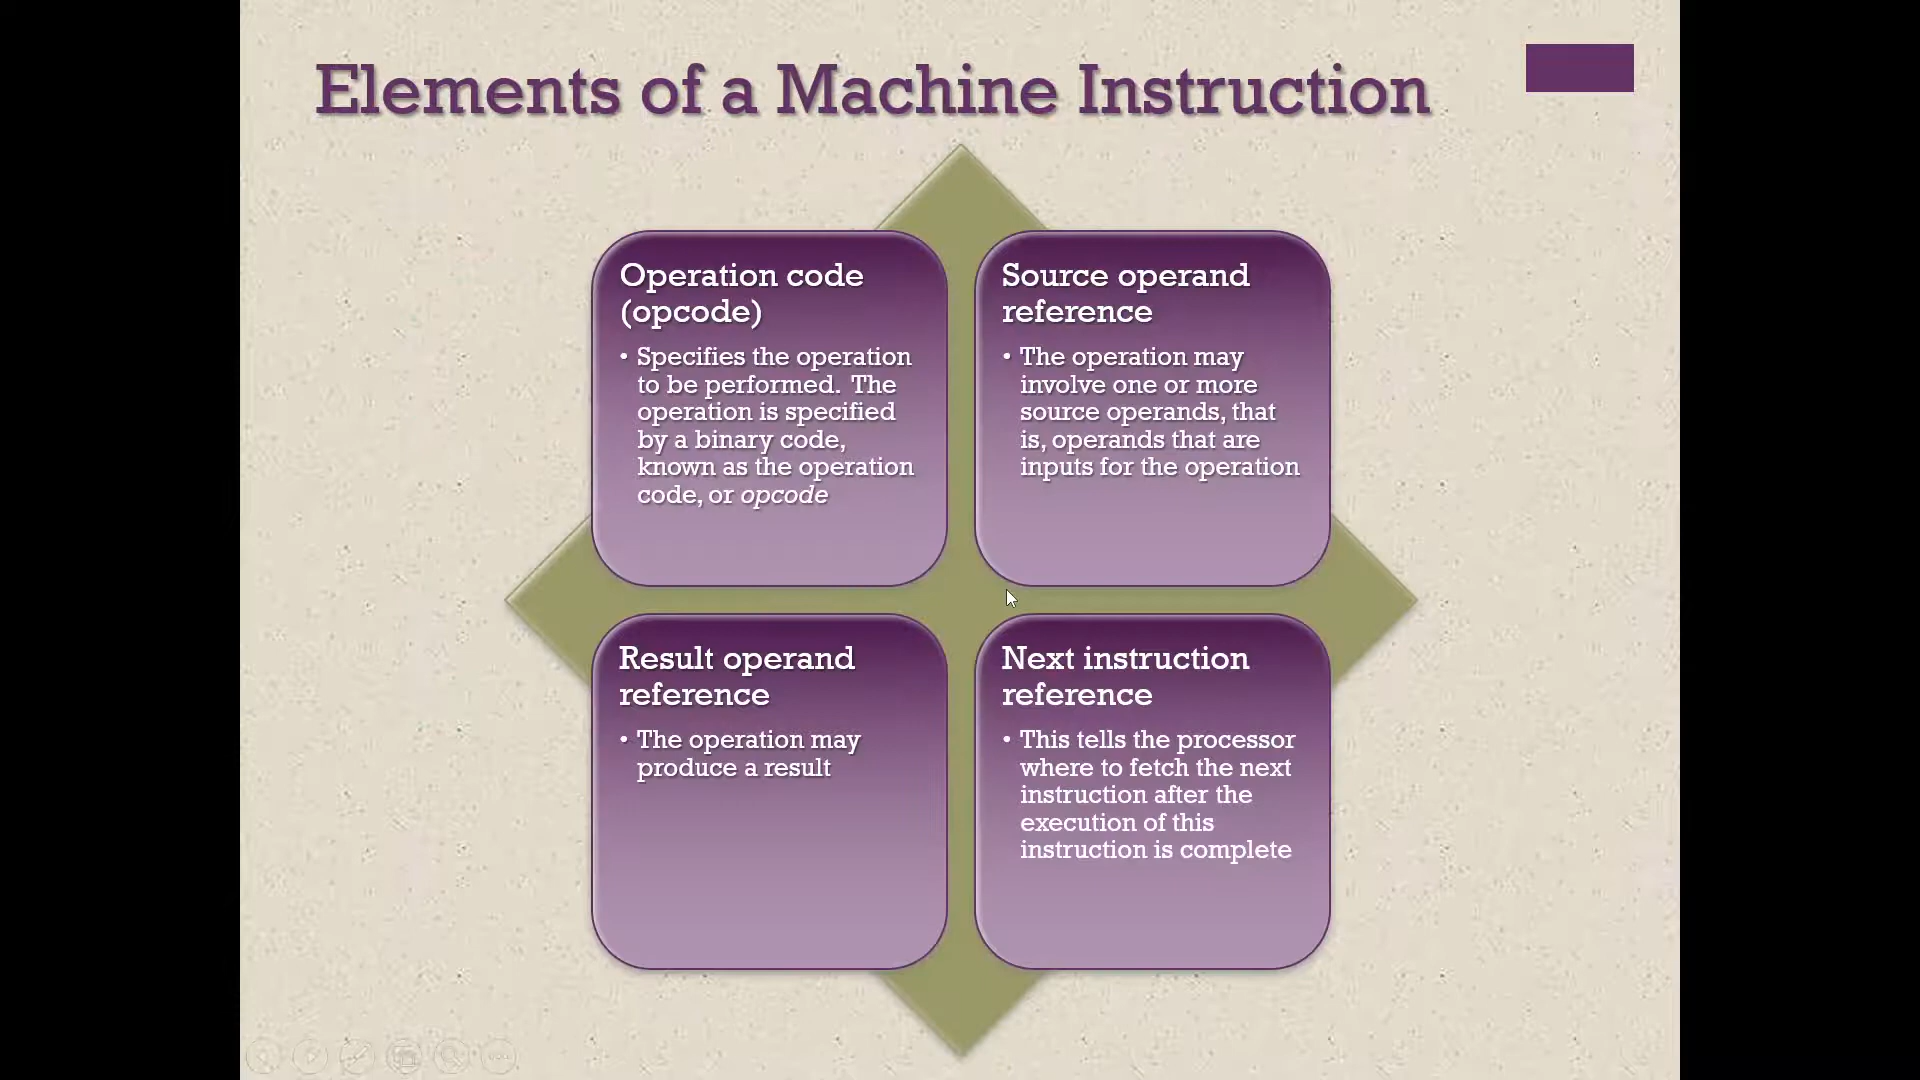 Elements of a Machine Instruction
Operation code
(opcode)
• Specifies the operation
to be performed. The
operation is specified
by a binary code,
known as the operation
code, or opcode
Source operand
reference
• The operation may
involve one or more
source operands, that
is, operands that are
inputs for the operation
Result operand
reference
• The operation may
produce a result
Next instruction
reference
• This tells the processor
where to fetch the next
instruction after the
execution of this
instruction is complete